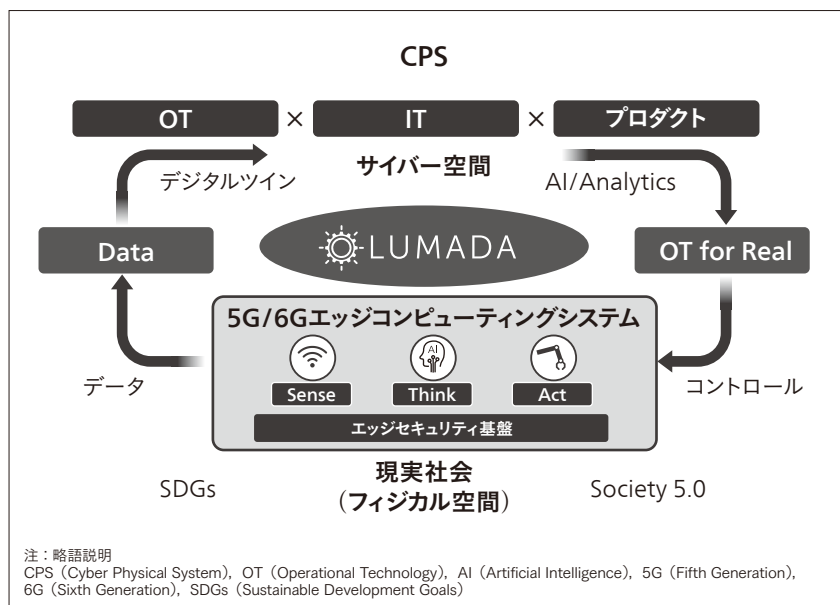 CPS
OT × IT × プロダクト
デジタルツイン サイバー空間 AI/Analytics
Data LUMADA OT for Real
5G/6Gエッジコンピューティングシステム
AI
Sense Think Act
データ コントロール
エッジセキュリティ基盤
現実社会
SDGs （フィジカル空間） Society 5.0
注：略語説明
CPS（Cyber Physical System），OT（Operational Technology），AI（Artificial Intelligence），5G（Fifth Generation），
6G（Sixth Generation），SDGs（Sustainable Development Goals）